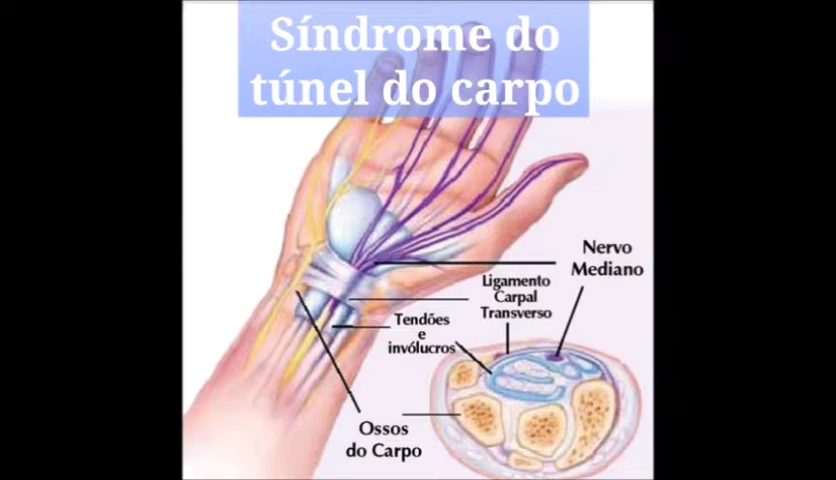 Síndrome do
túnel do carpo
Nervo
Mediano
Ligamento
Carpal
Transverso
Tendões
e
invólucros
Ossos
do Carpo